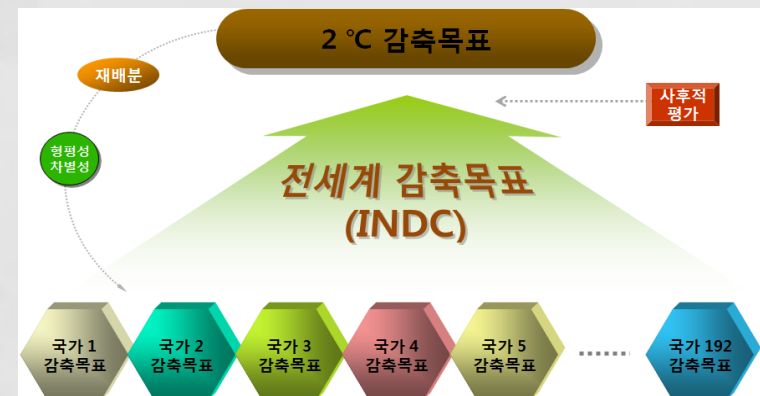 2 ℃ 감축목표
재배분
사후적
평가
형평성
차별성
전세계 감축목표
(INDC)
국가 1
감축목표
국가 2
감축목표
국가 3
감축목표
국가 4
감축목표
국가 5
감축목표
국가 192
감축목표